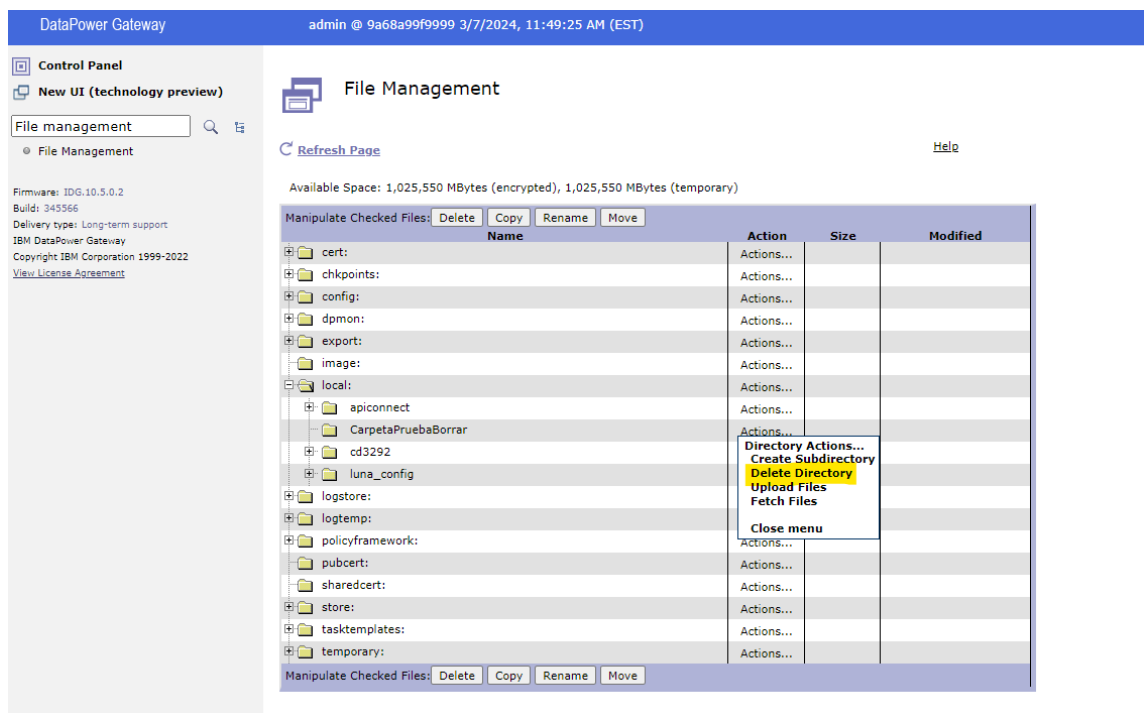 DataPower Gateway admin @ 9a68a99f9999 3/7/2024, 11:49:25 AM (EST)
Control Panel
New UI (technology preview)
File management
File Management
Firmware: IDG.10.5.0.2
Build: 345566
Delivery type: Long-term support
IBM DataPower Gateway
Copyright IBM Corporation 1999-2022
View License Agreement
File Management
Refresh Page Help
Available Space: 1,025,550 MBytes (encrypted), 1,025,550 MBytes (temporary)
Manipulate Checked Files: Delete Copy Rename Move
Name Action Size Modified
cert: Actions...
chkpoints: Actions...
config: Actions...
dpmon: Actions...
export: Actions...
image: Actions...
local: Actions...
apiconnect Actions...
CarpetaPruebaBorrar Actions...
cd3292
luna_config
Directory Actions...
Create Subdirectory
Delete Directory
Upload Files
Fetch Files
Close menu
logstore:
logtemp:
policyframework: Actions...
pubcert: Actions...
sharedcert: Actions...
store: Actions...
tasktemplates: Actions...
temporary: Actions...
Manipulate Checked Files: Delete Copy Rename Move